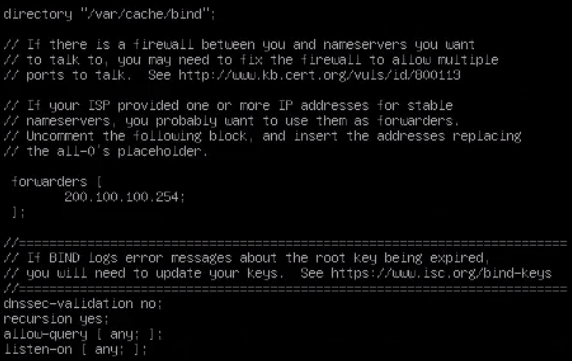 directory "/var/cache/bind";
// If there is a firewall between you and nameservers you want
// to talk to, you may need to fix the firewall to allow multiple
// ports to talk.  See http://www.kb.cert.org/vuls/id/800113
// If your ISP provided one or more IP addresses for stable
// nameservers, you probably want to use them as forwarders.
// Uncomment the following block, and insert the addresses replacing
// the all-0's placeholder.
forwarders {
200.100.100.254;
};
//=====================================================================
// If BIND logs error messages about the root key being expired,
// you will need to update your keys.  See https://www.isc.org/bind-keys
//=====================================================================
dnssec-validation no;
recursion yes;
allow-query { any; };
listen-on { any; };